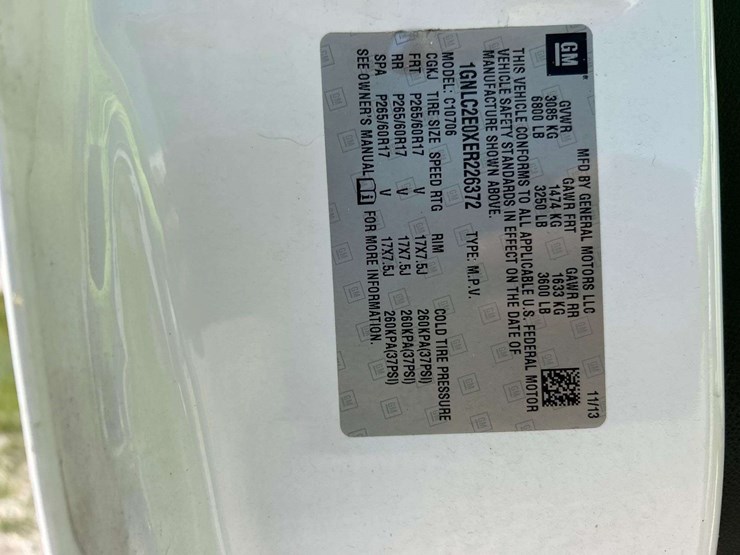 GM
MFD BY GENERAL MOTORS LLC 11/13
GVWR GAWR FRT GAWR RR
3085 KG 1474 KG 1633 KG
6800 LB 3250 LB 3600 LB
THIS VEHICLE CONFORMS TO ALL APPLICABLE U.S. FEDERAL MOTOR
VEHICLE SAFETY STANDARDS IN EFFECT ON THE DATE OF
MANUFACTURE SHOWN ABOVE.
1GNLC2E0XER226372 TYPE: M.P.V.
MODEL: C10706
CGKJ TIRE SIZE SPEED RTG RIM COLD TIRE PRESSURE
FRT P265/60R17 V 17X7.5J 260KPA(37PSI)
RR P265/60R17 V 17X7.5J 260KPA(37PSI)
SPA P265/60R17 V 17X7.5J 260KPA(37PSI)
SEE OWNER'S MANUAL FOR MORE INFORMATION.